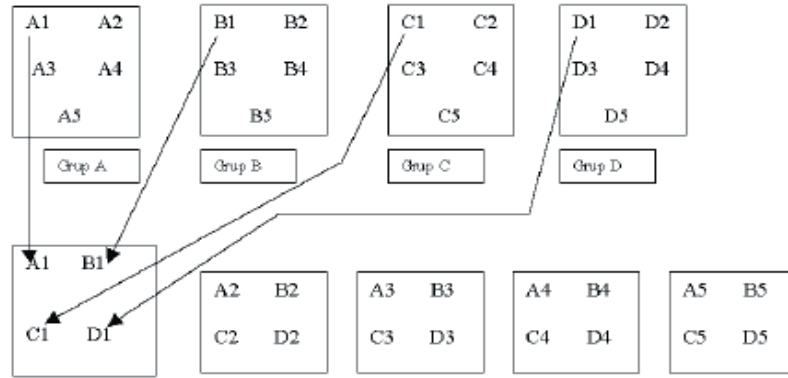 A1 A2 B1 B2 C1 C2 D1 D2
A3 A4 B3 B4 C3 C4 D3 D4
A5 B5 C5 D5
Grup A Grup B Grup C Grup D
A1 B1
A2 B2 A3 B3 A4 B4 A5 B5
C1 D1 C2 D2 C3 D3 C4 D4 C5 D5